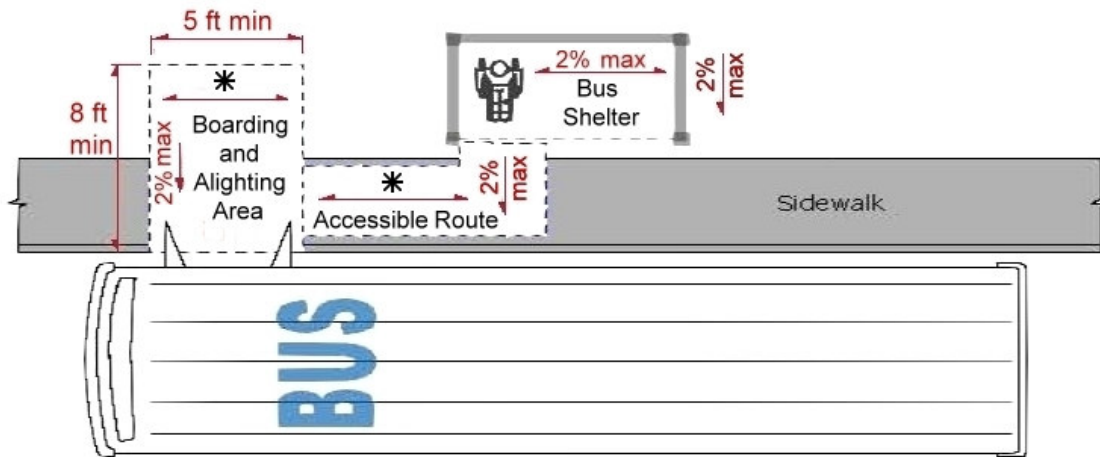 5 ft min
8 ft
min
*
Boarding
and
Alighting
Area
2% max
2% max
Bus
Shelter
2%
max
*
2%
max
Accessible Route
Sidewalk
BUS